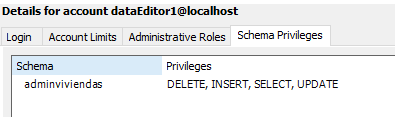 Details for account dataEditor1@localhost
Login Account Limits Administrative Roles Schema Privileges
Schema Privileges
adminviviendas DELETE, INSERT, SELECT, UPDATE